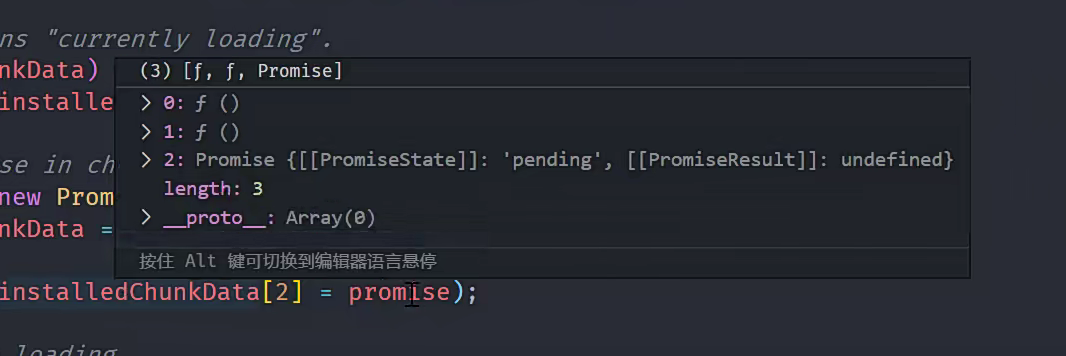 ns "currently loading".
nkData)
(3) [ƒ, ƒ, Promise]
installe
0: ƒ ()
1: ƒ ()
se in ch
2: Promise {[[PromiseState]]: 'pending', [[PromiseResult]]: undefined}
new Prom
length: 3
nkData =
__proto__: Array(0)
按住 Alt 键可切换到编辑器语言悬停
installedChunkData[2] = promise);
loading